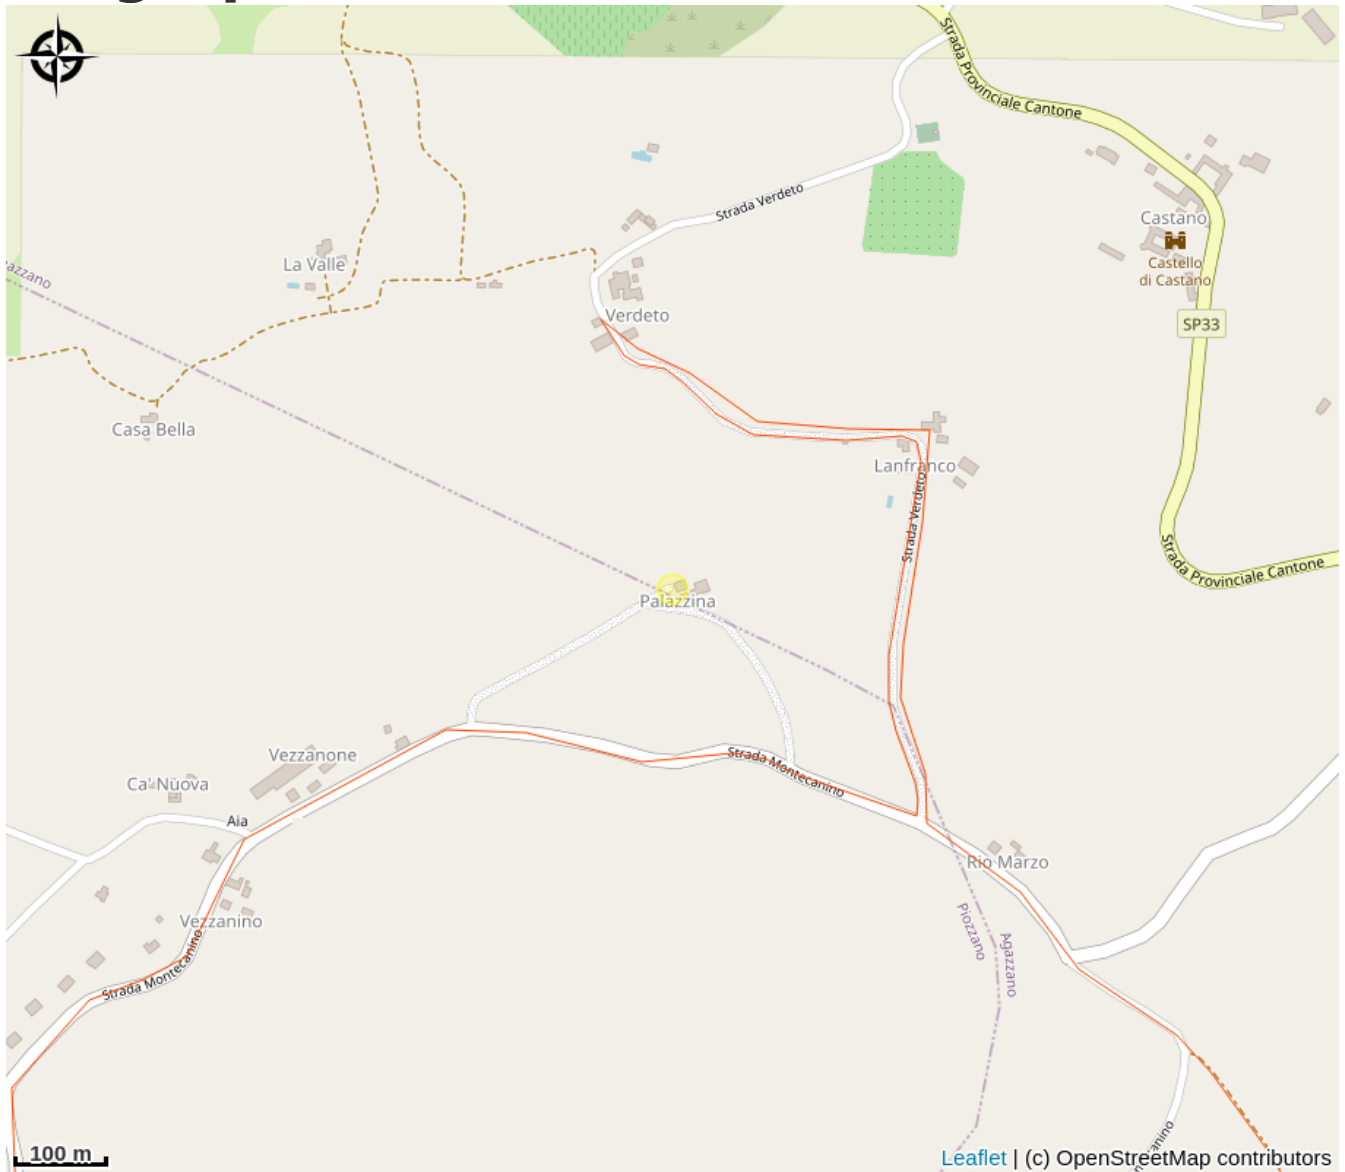 Strada Provinciale Cantone
Strada Verdeto
Castano
Castello
di Castano
La Valle
Verdeto
SP33
Casa Bella
Lanfranco
Strada Verdeto
Strada Provinciale Cantone
Palazzina
Vezzanone
Strada Montecanino
Ca' Nuova
Aia
Rio Marzo
Vezzanino
Piozzano
Agazzano
Strada Montecanino
100 m
Leaflet | (c) OpenStreetMap contributors